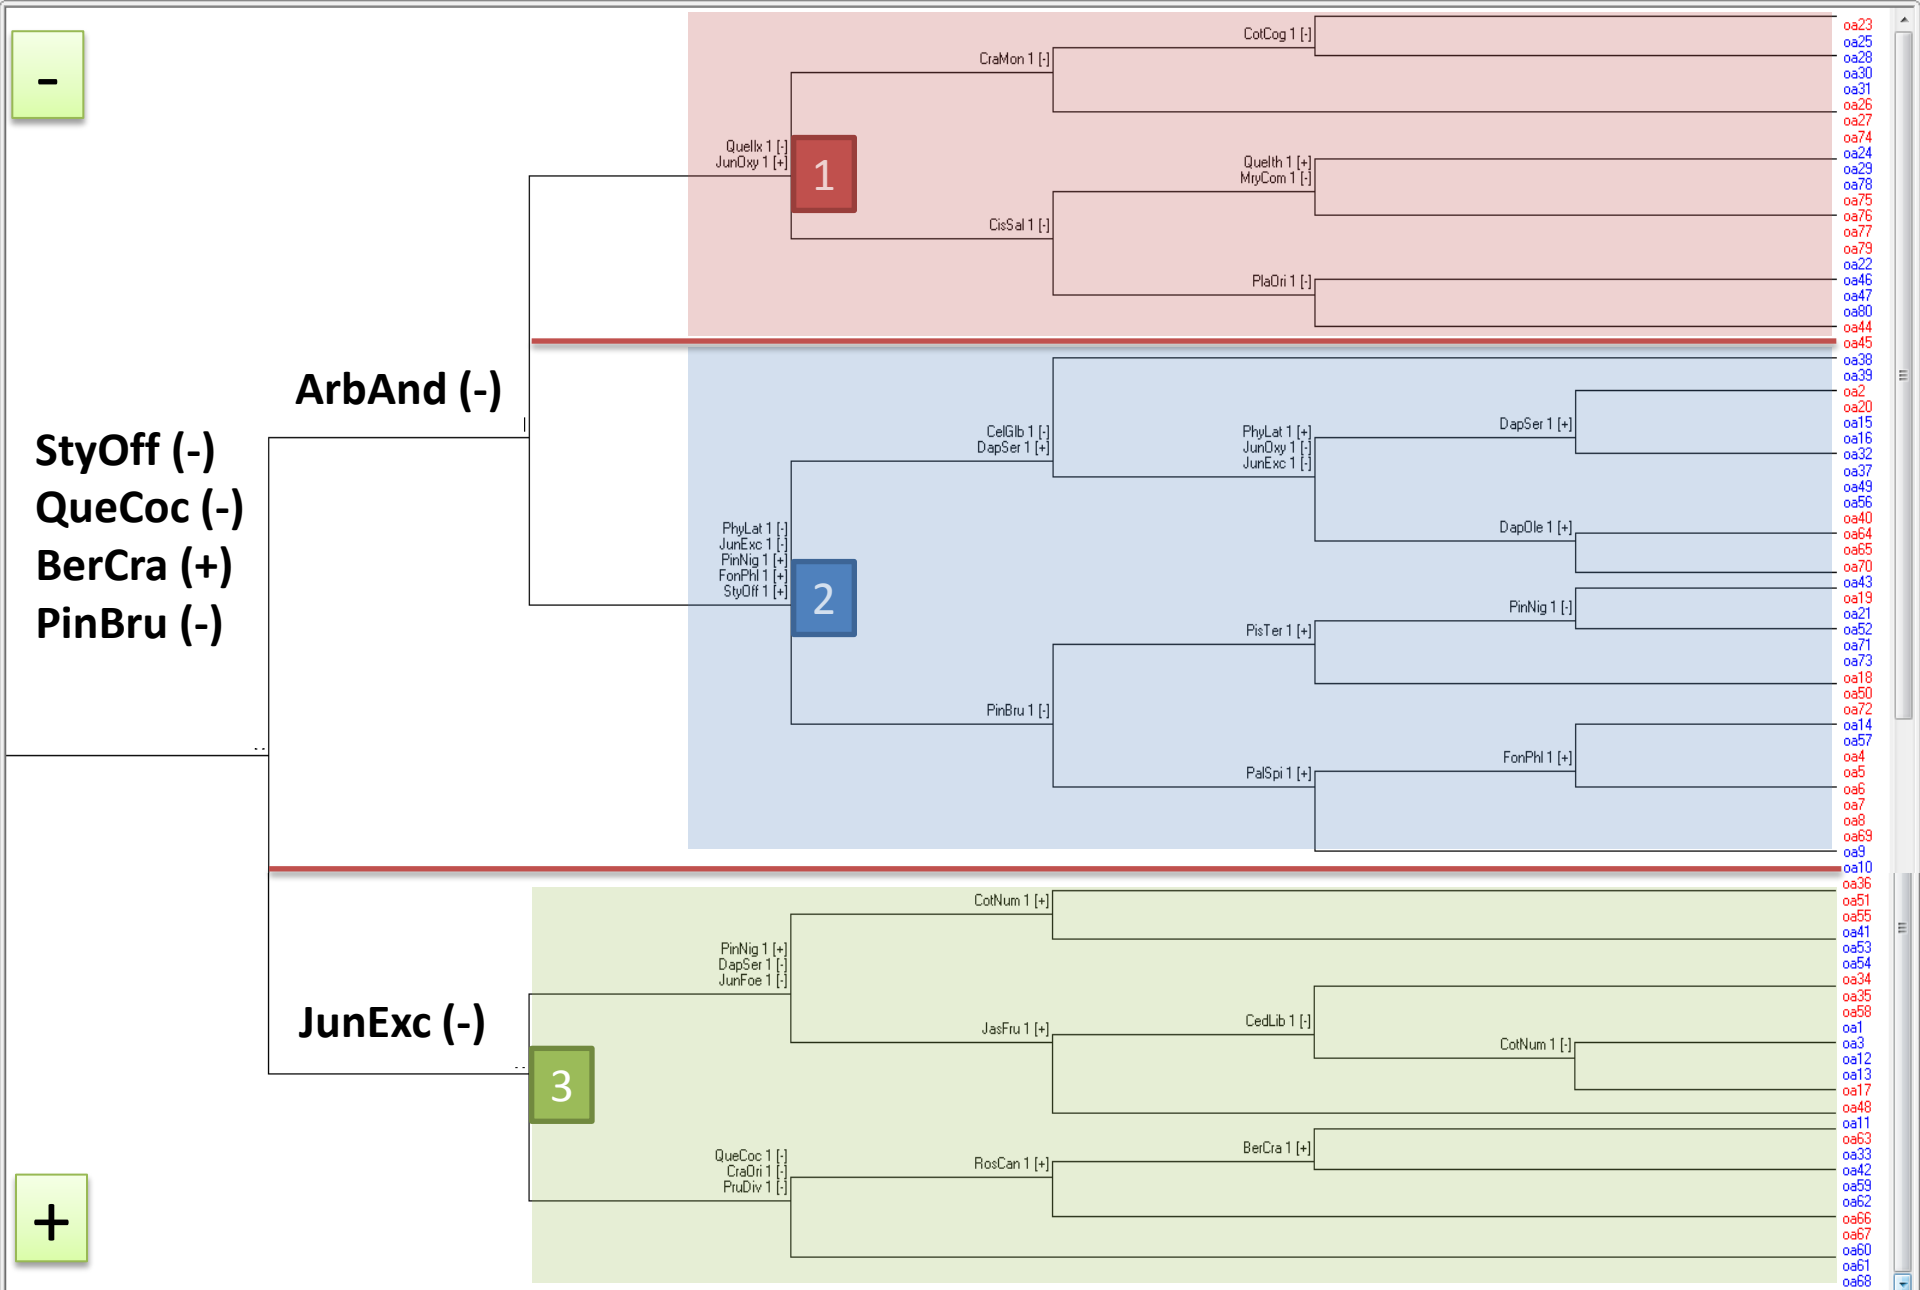 -
ArbAnd (-)
StyOff (-)
QueCoc (-)
BerCra (+)
PinBru (-)
JunExc (-)
+
1
2
3
QueIlx 1 [-]
JunOxy 1 [+]
CraMon 1 [-]
CotCog 1 [-]
CisSal 1 [-]
QueIth 1 [+]
MryCom 1 [-]
PlaOri 1 [-]
PhyLat 1 [-]
JunExc 1 [-]
PinNig 1 [+]
FonPhl 1 [+]
StyOff 1 [+]
CelGlb 1 [-]
DapSer 1 [+]
PhyLat 1 [+]
JunOxy 1 [-]
JunExc 1 [-]
DapSer 1 [+]
DapOle 1 [+]
PinBru 1 [-]
PisTer 1 [+]
PinNig 1 [-]
PalSpi 1 [+]
FonPhl 1 [+]
PinNig 1 [+]
DapSer 1 [-]
JunFoe 1 [-]
CotNum 1 [+]
JasFru 1 [+]
CedLib 1 [-]
CotNum 1 [-]
QueCoc 1 [-]
CraOri 1 [-]
PruDiv 1 [-]
RosCan 1 [+]
BerCra 1 [+]
oa23
oa25
oa28
oa30
oa31
oa26
oa27
oa74
oa24
oa29
oa78
oa75
oa76
oa77
oa79
oa22
oa46
oa47
oa80
oa44
oa45
oa38
oa39
oa2
oa20
oa15
oa16
oa32
oa37
oa49
oa56
oa40
oa64
oa65
oa70
oa43
oa19
oa21
oa52
oa71
oa73
oa18
oa50
oa72
oa14
oa57
oa4
oa5
oa6
oa7
oa8
oa69
oa9
oa10
oa36
oa51
oa55
oa41
oa53
oa54
oa34
oa35
oa58
oa1
oa3
oa12
oa13
oa17
oa48
oa11
oa63
oa33
oa42
oa59
oa62
oa66
oa67
oa60
oa61
oa68